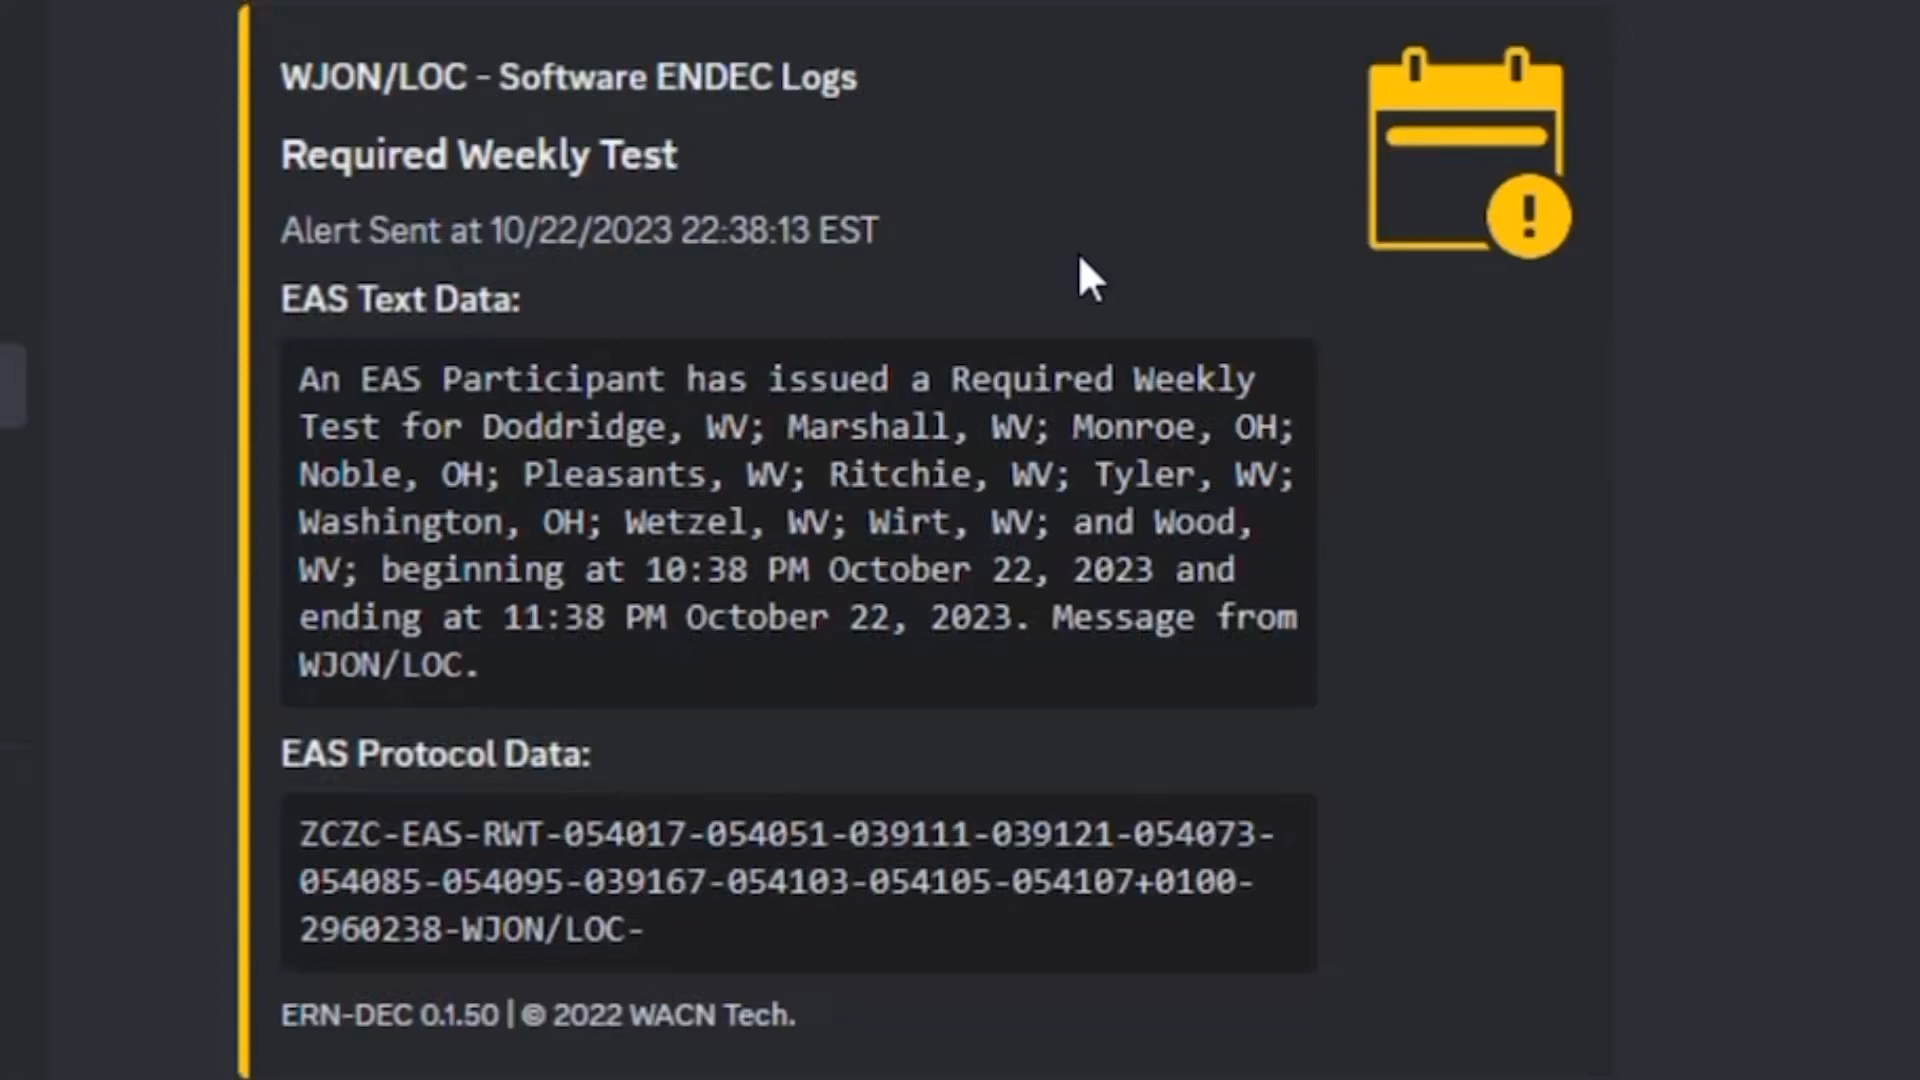 WJON/LOC - Software ENDEC Logs
Required Weekly Test
Alert Sent at 10/22/2023 22:38:13 EST
EAS Text Data:
An EAS Participant has issued a Required Weekly
Test for Doddridge, WV; Marshall, WV; Monroe, OH;
Noble, OH; Pleasants, WV; Ritchie, WV; Tyler, WV;
Washington, OH; Wetzel, WV; Wirt, WV; and Wood,
WV; beginning at 10:38 PM October 22, 2023 and
ending at 11:38 PM October 22, 2023. Message from
WJON/LOC.
EAS Protocol Data:
ZCZC-EAS-RWT-054017-054051-039111-039121-054073-
054085-054095-039167-054103-054105-054107+0100-
2960238-WJON/LOC-
ERN-DEC 0.1.50 | © 2022 WACN Tech.